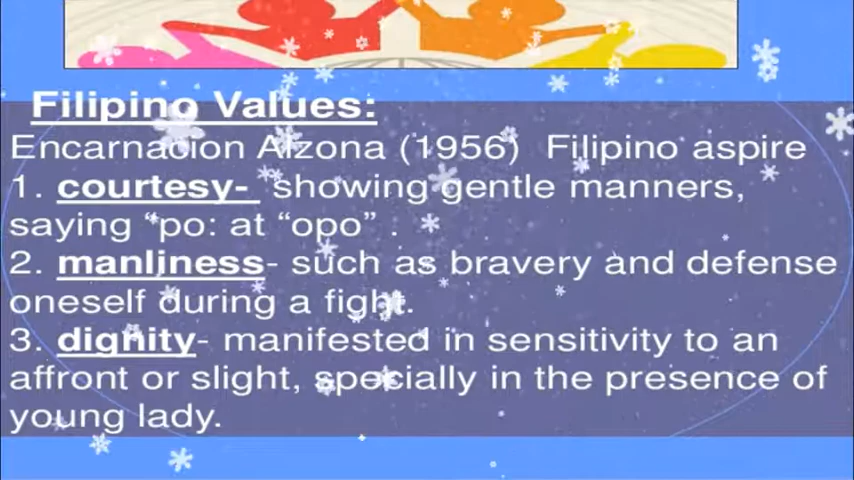 Filipino Values:
Encarnacion Alzona (1956) Filipino aspire
1. courtesy- showing gentle manners,
saying “po: at “opo” .
2. manliness- such as bravery and defense
oneself during a fight.
3. dignity- manifested in sensitivity to an
affront or slight, specially in the presence of
young lady.